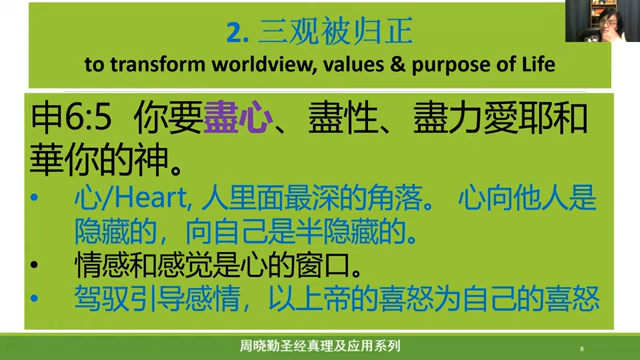 2. 三观被归正
to transform worldview, values & purpose of Life
申6:5 你要盡心、盡性、盡力愛耶和
華你的神。
• 心/Heart, 人里面最深的角落。 心向他人是
隐藏的，向自己是半隐藏的。
• 情感和感觉是心的窗口。
• 驾驭引导感情，以上帝的喜怒为自己的喜怒
周晓勤圣经真理及应用系列
8